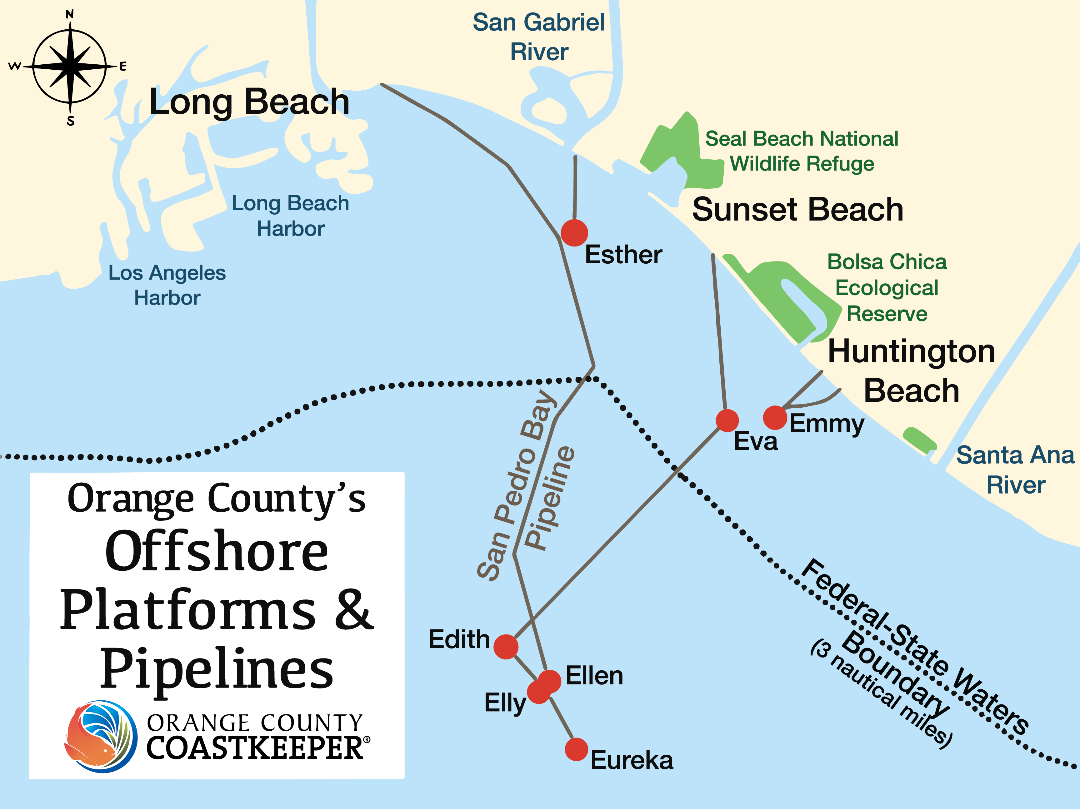 N
W
E
S
San Gabriel
River
Long Beach
Seal Beach National
Wildlife Refuge
Long Beach
Harbor
Sunset Beach
Esther
Los Angeles
Harbor
Bolsa Chica
Ecological
Reserve
Huntington
Beach
Eva
Emmy
San Pedro Bay
Pipeline
Santa Ana
River
Orange County’s
Offshore
Platforms &
Pipelines
ORANGE COUNTY
COASTKEEPER®
Federal-State Waters
Boundary
(3 nautical miles)
Edith
Ellen
Elly
Eureka